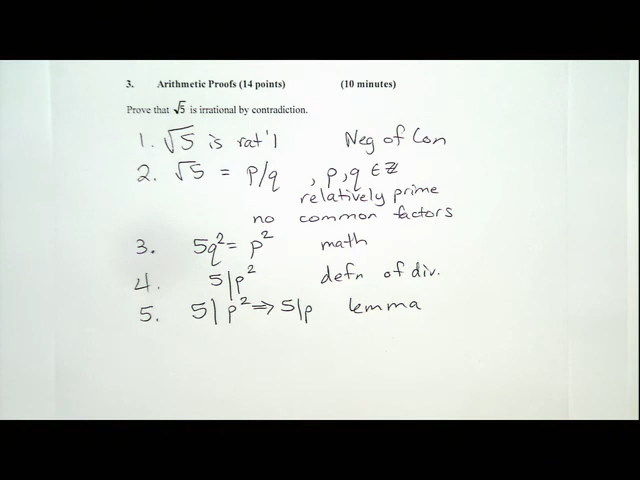 3. Arithmetic Proofs (14 points) (10 minutes)
Prove that √5 is irrational by contradiction.
1. √5 is rat'l Neg of Con
2. √5 = p/q , p,q ∈ ℤ
relatively prime
no common factors
3. 5q² = p² math
4. 5|p² defn of div.
5. 5|p² ⇒ 5|p lemma